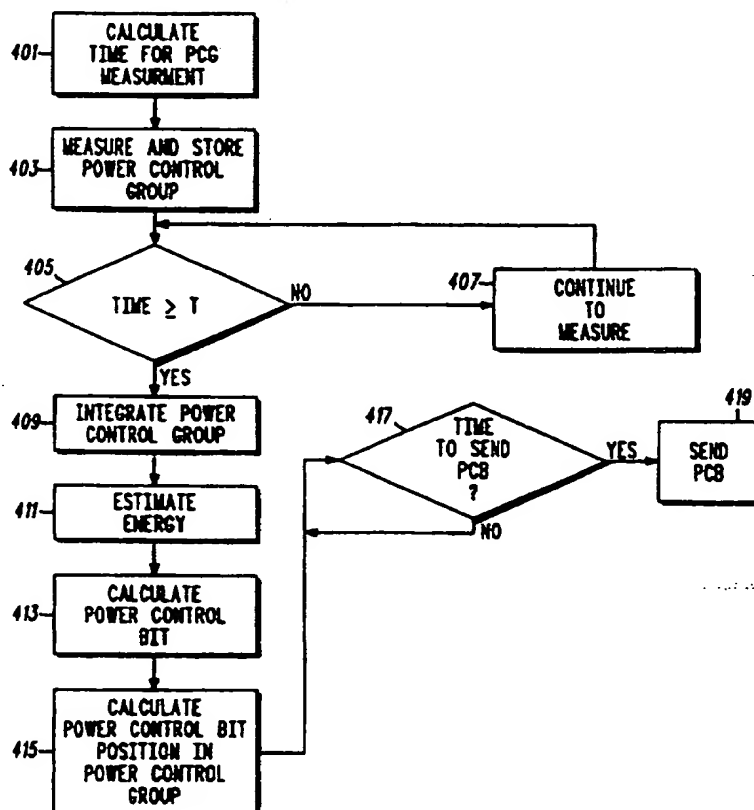 401
CALCULATE
TIME FOR PCG
MEASURMENT
403
MEASURE AND STORE
POWER CONTROL
GROUP
405
TIME ≥ T
NO
YES
407
CONTINUE
TO
MEASURE
409
INTEGRATE POWER
CONTROL GROUP
411
ESTIMATE
ENERGY
413
CALCULATE
POWER CONTROL
BIT
415
CALCULATE
POWER CONTROL BIT
POSITION IN
POWER CONTROL
GROUP
417
TIME
TO SEND
PCB
?
YES
NO
419
SEND
PCB